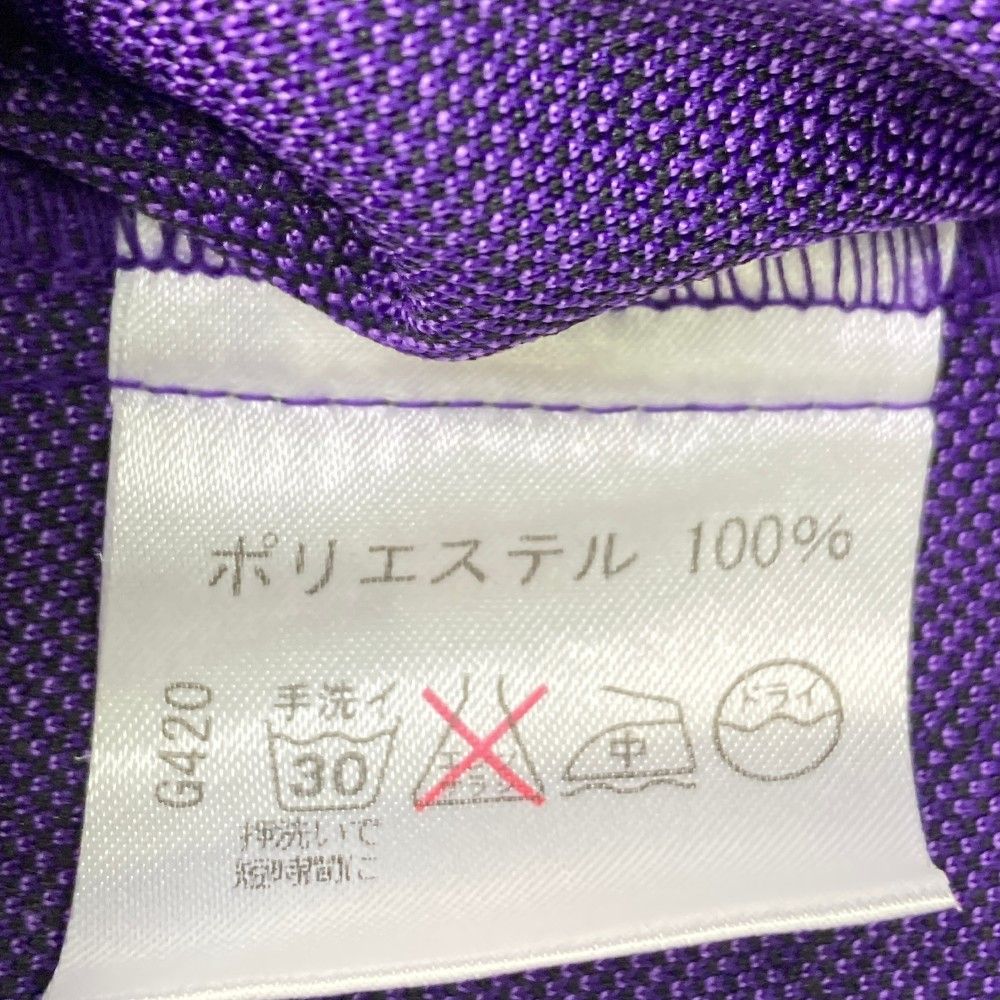 ポリエステル 100%
G420
手洗イ
30
中
ドライ
押洗いで
短時間に